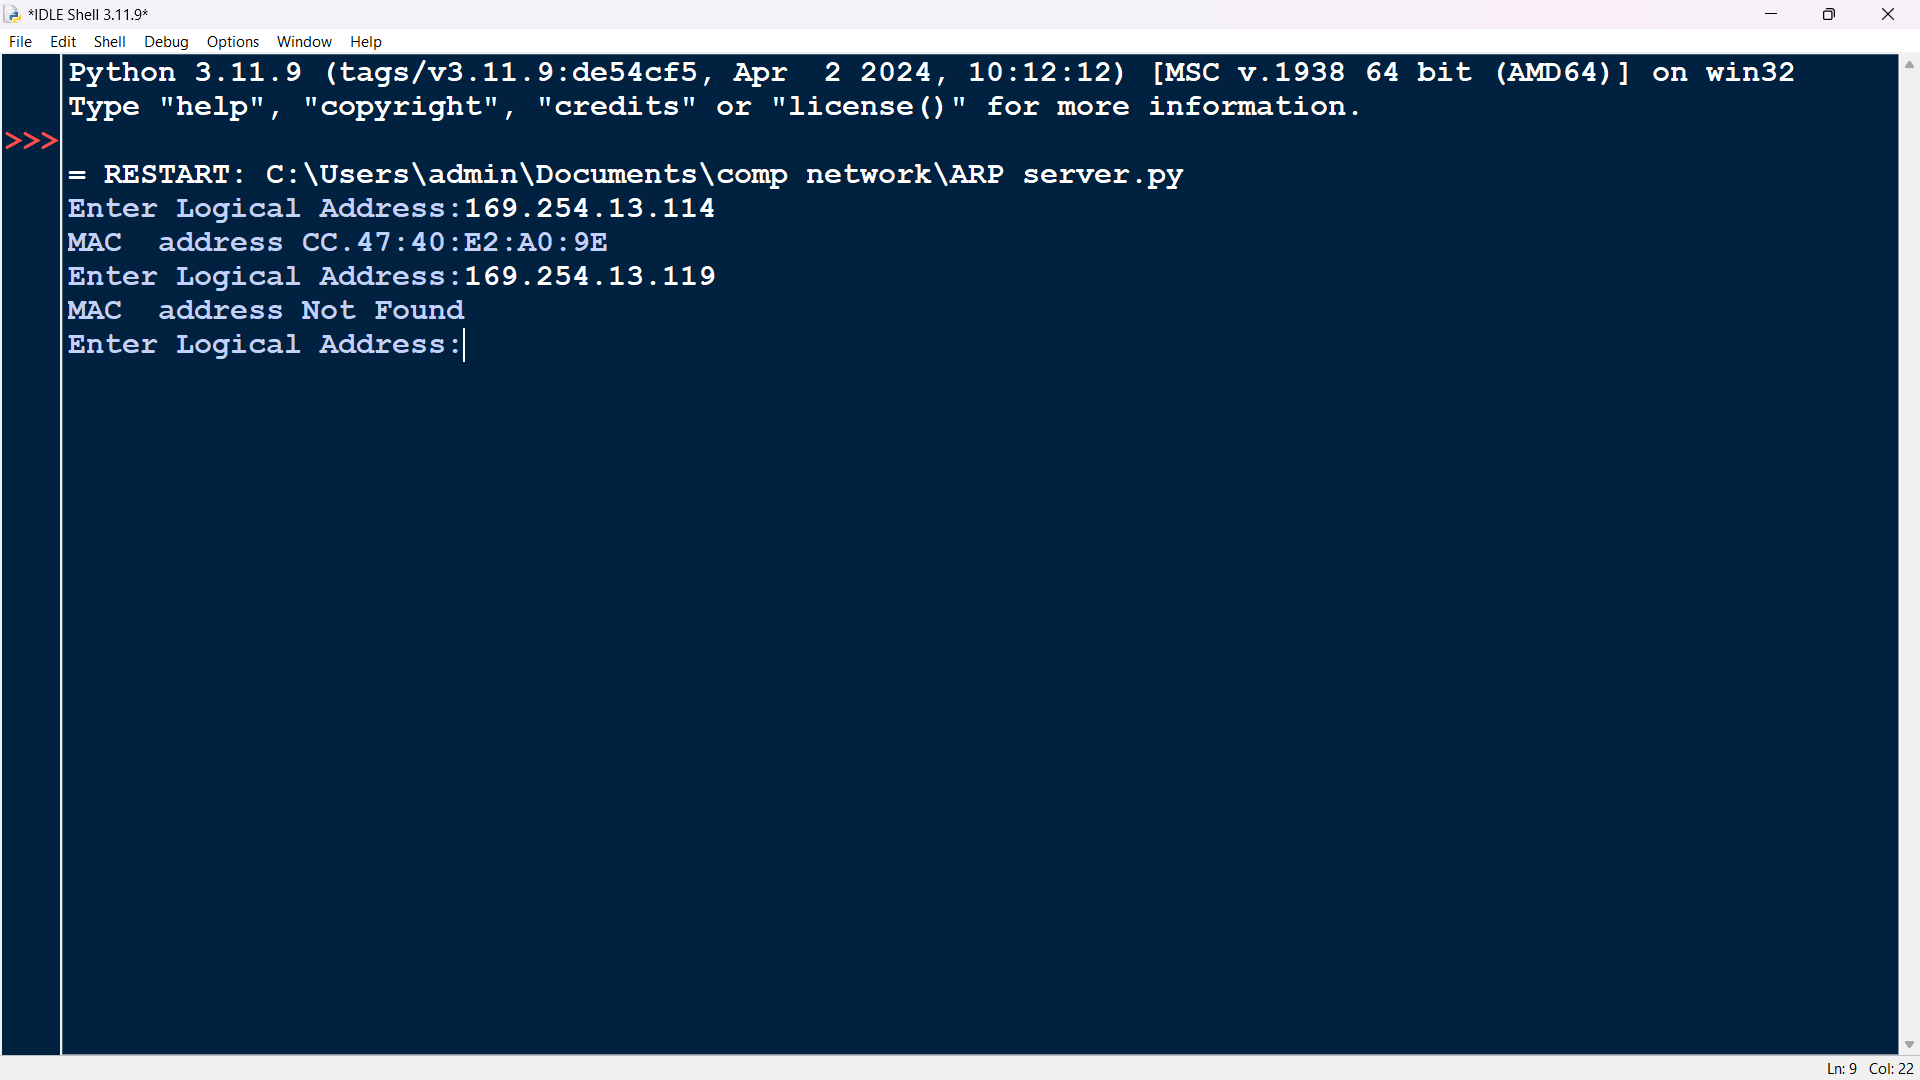 *IDLE Shell 3.11.9*
File Edit Shell Debug Options Window Help
Python 3.11.9 (tags/v3.11.9:de54cf5, Apr  2 2024, 10:12:12) [MSC v.1938 64 bit (AMD64)] on win32
Type "help", "copyright", "credits" or "license()" for more information.
>>>
= RESTART: C:\Users\admin\Documents\comp network\ARP server.py
Enter Logical Address:169.254.13.114
MAC  address CC.47:40:E2:A0:9E
Enter Logical Address:169.254.13.119
MAC  address Not Found
Enter Logical Address:
Ln: 9 Col: 22